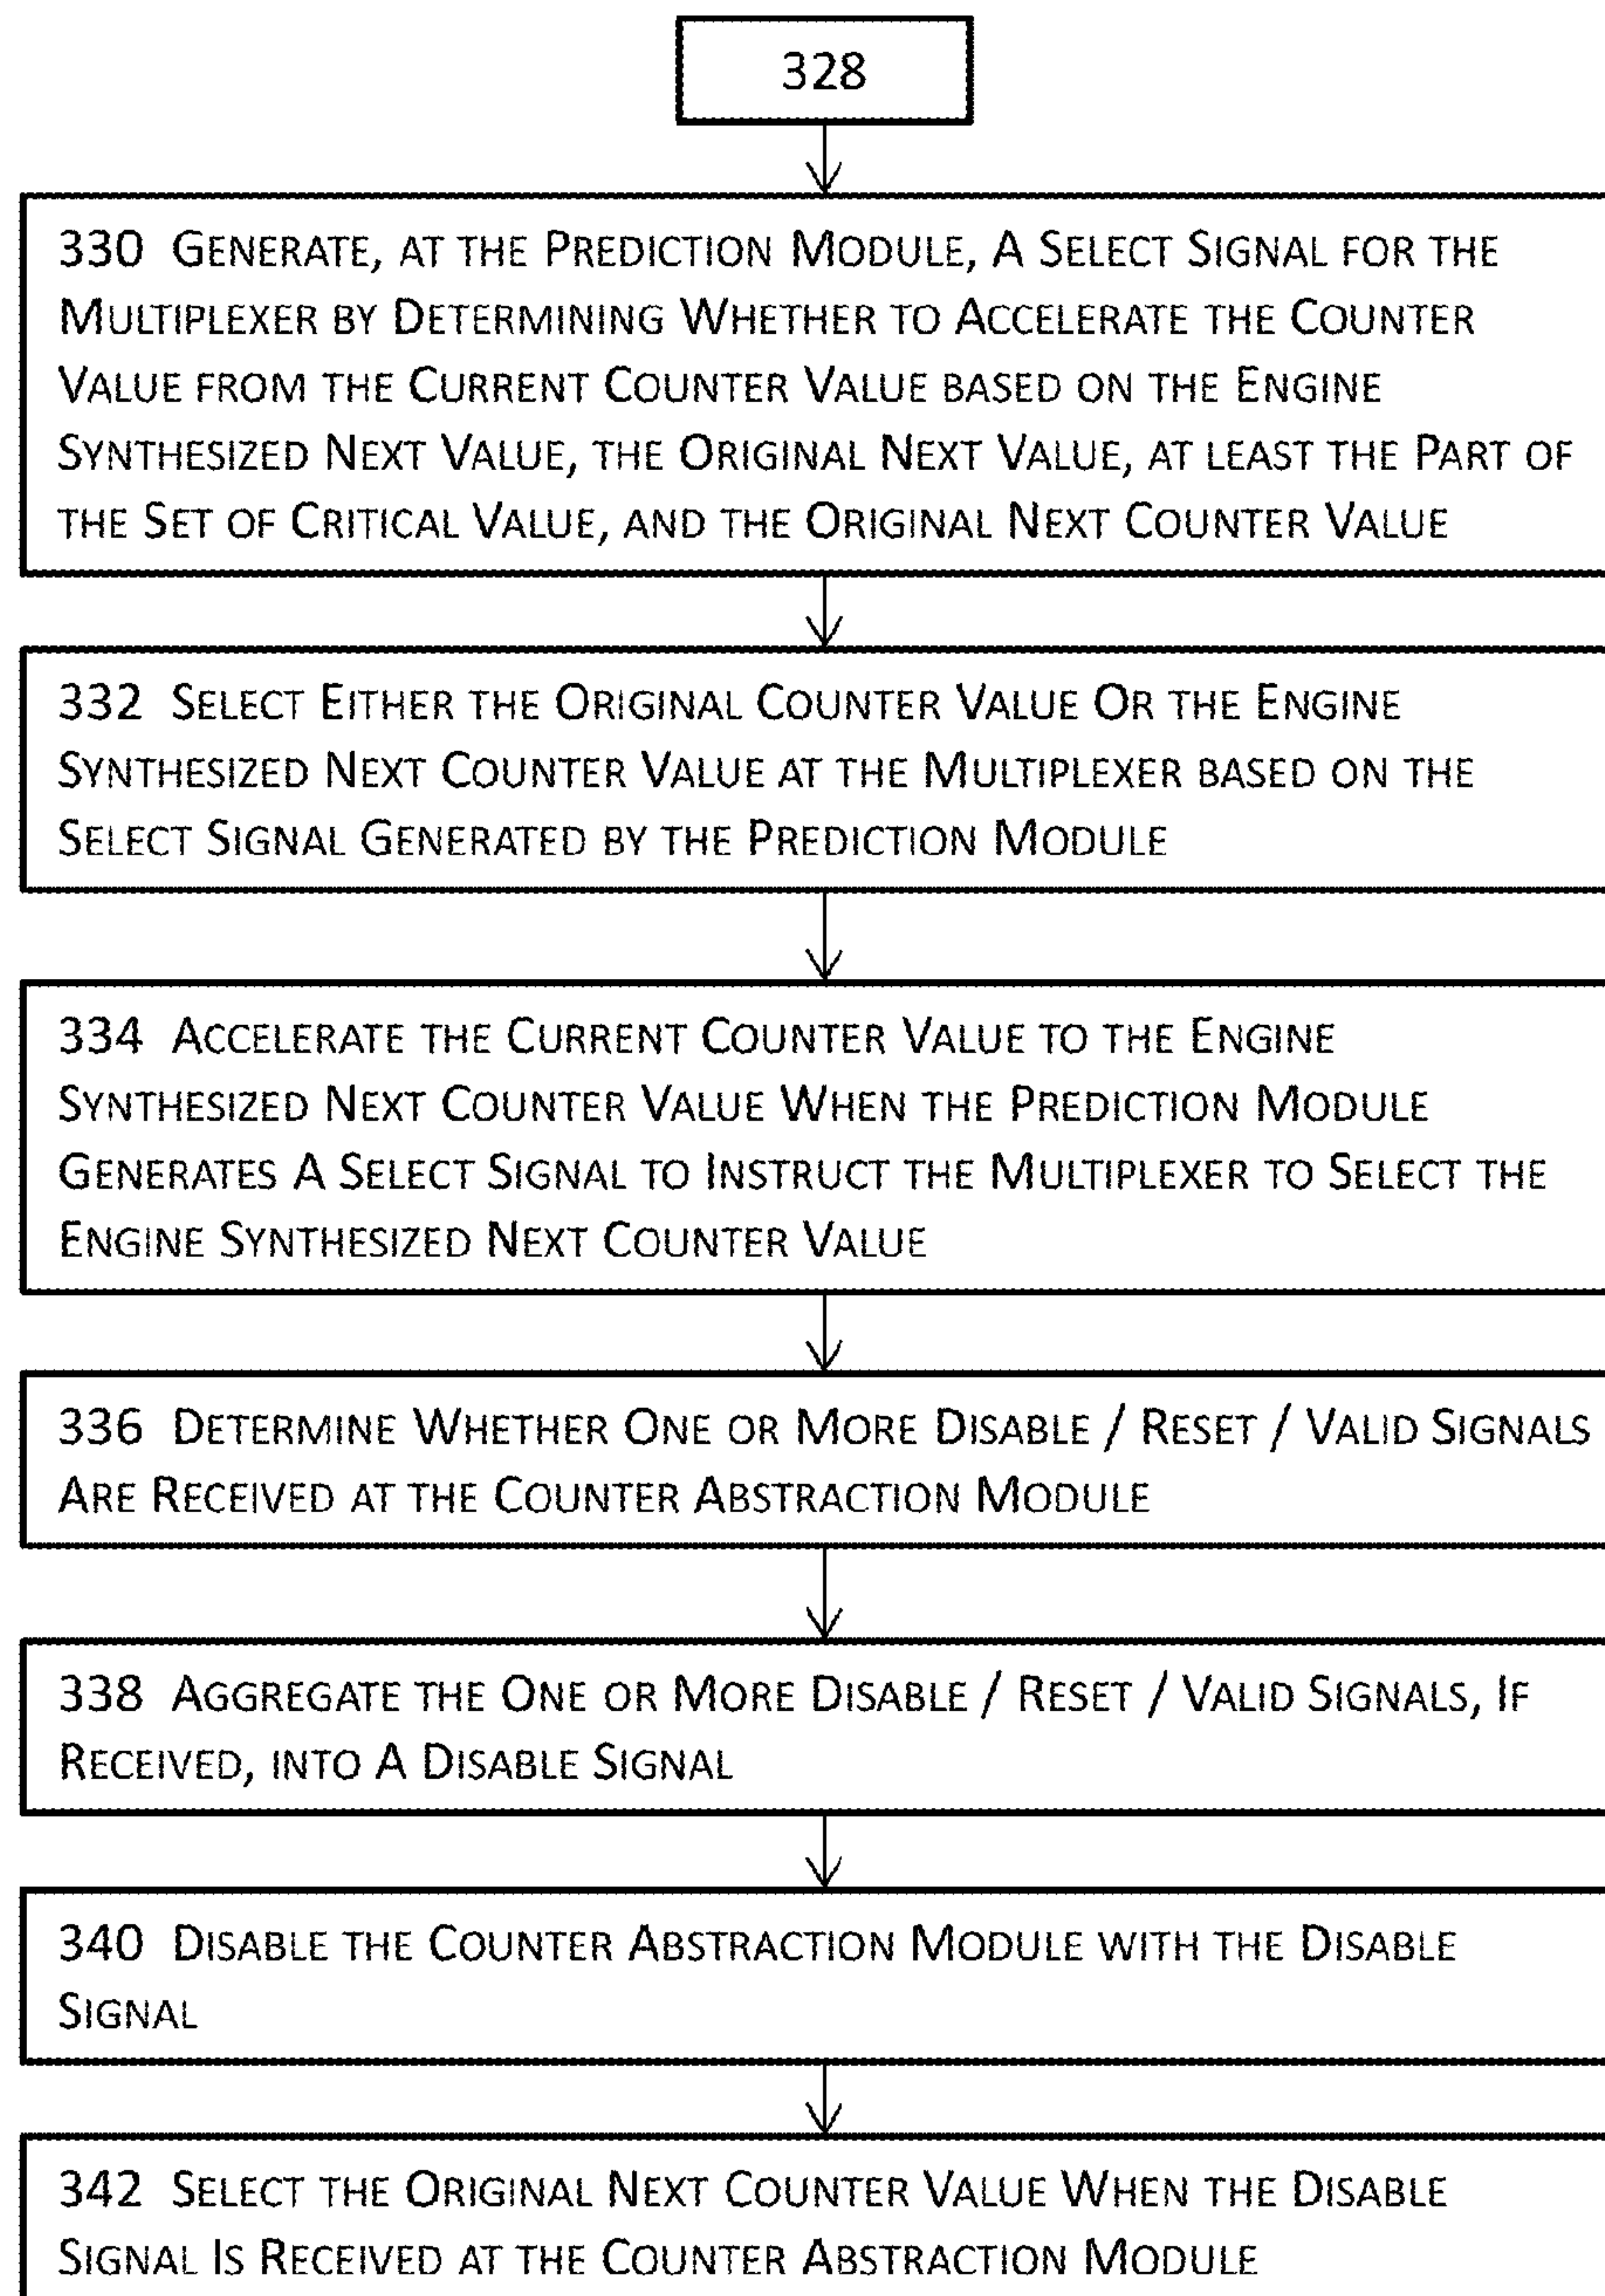 328
330 Generate, at the Prediction Module, A Select Signal for the
Multiplexer by Determining Whether to Accelerate the Counter
Value from the Current Counter Value based on the Engine
Synthesized Next Value, the Original Next Value, at least the Part of
the Set of Critical Value, and the Original Next Counter Value
332 Select Either the Original Counter Value Or the Engine
Synthesized Next Counter Value at the Multiplexer based on the
Select Signal Generated by the Prediction Module
334 Accelerate the Current Counter Value to the Engine
Synthesized Next Counter Value When the Prediction Module
Generates A Select Signal to Instruct the Multiplexer to Select the
Engine Synthesized Next Counter Value
336 Determine Whether One or More Disable / Reset / Valid Signals
Are Received at the Counter Abstraction Module
338 Aggregate the One or More Disable / Reset / Valid Signals, If
Received, into A Disable Signal
340 Disable the Counter Abstraction Module with the Disable
Signal
342 Select the Original Next Counter Value When the Disable
Signal Is Received at the Counter Abstraction Module